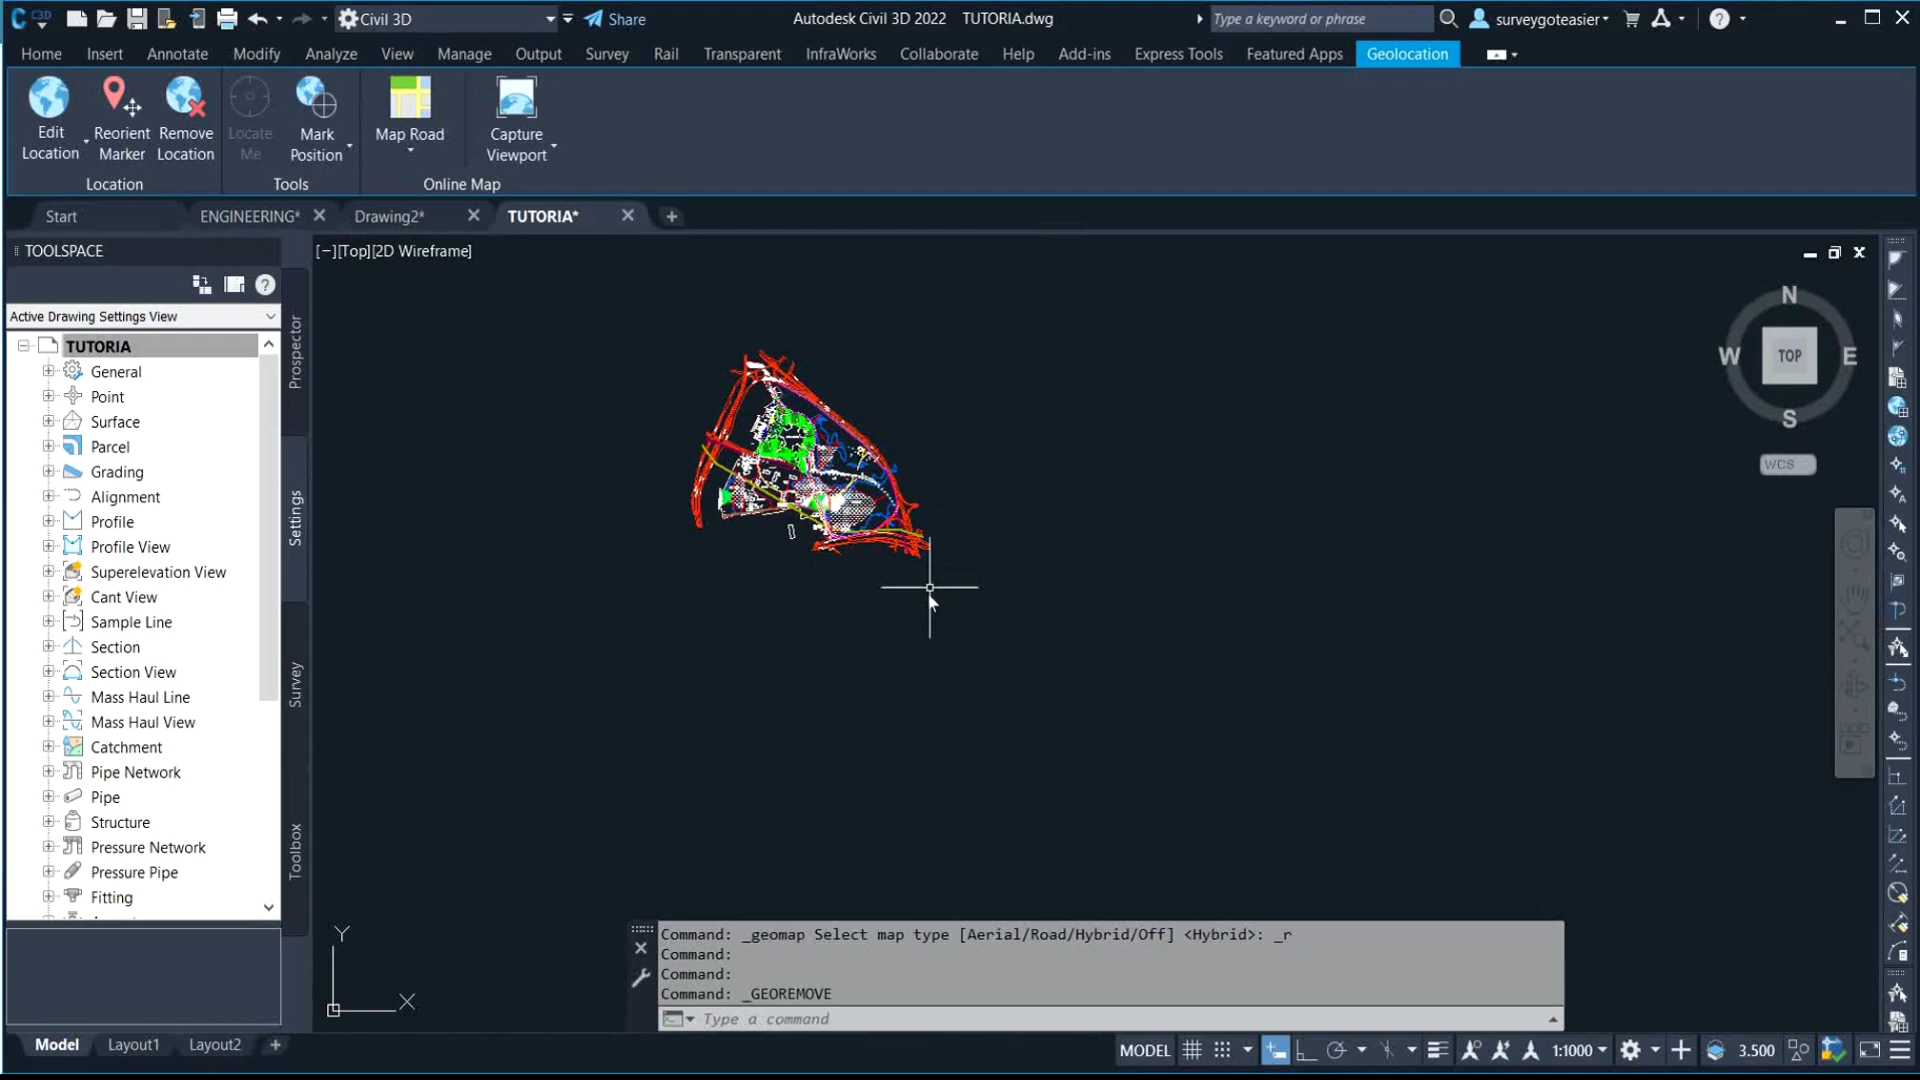 C3D Civil 3D Share Autodesk Civil 3D 2022 TUTORIA.dwg Type a keyword or phrase surveygoteasier
Home Insert Annotate Modify Analyze View Manage Output Survey Rail Transparent InfraWorks Collaborate Help Add-ins Express Tools Featured Apps Geolocation
Edit Location Reorient Marker Remove Location Locate Me Mark Position Map Road Capture Viewport
Location Tools Online Map
Start ENGINEERING* Drawing2* TUTORIA*
TOOLSPACE
[−][Top][2D Wireframe]
Active Drawing Settings View
TUTORIA
General
Point
Surface
Parcel
Grading
Alignment
Profile
Profile View
Superelevation View
Cant View
Sample Line
Section
Section View
Mass Haul Line
Mass Haul View
Catchment
Pipe Network
Pipe
Structure
Pressure Network
Pressure Pipe
Fitting
Prospector
Settings
Survey
Toolbox
N
W TOP E
S
WCS
Y
X
Command: _geomap Select map type [Aerial/Road/Hybrid/Off] <Hybrid>: _r
Command:
Command:
Command: _GEOREMOVE
Type a command
Model Layout1 Layout2 MODEL 1:1000 3.500